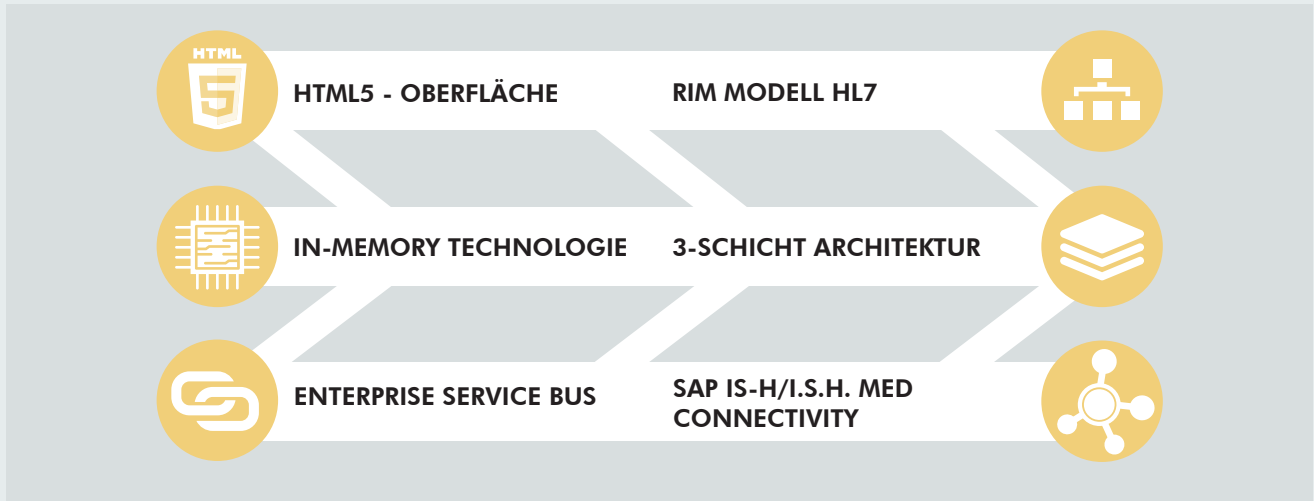 HTML
5
HTML5 - OBERFLÄCHE
RIM MODELL HL7
IN-MEMORY TECHNOLOGIE
3-SCHICHT ARCHITEKTUR
ENTERPRISE SERVICE BUS
SAP IS-H/I.S.H. MED
CONNECTIVITY